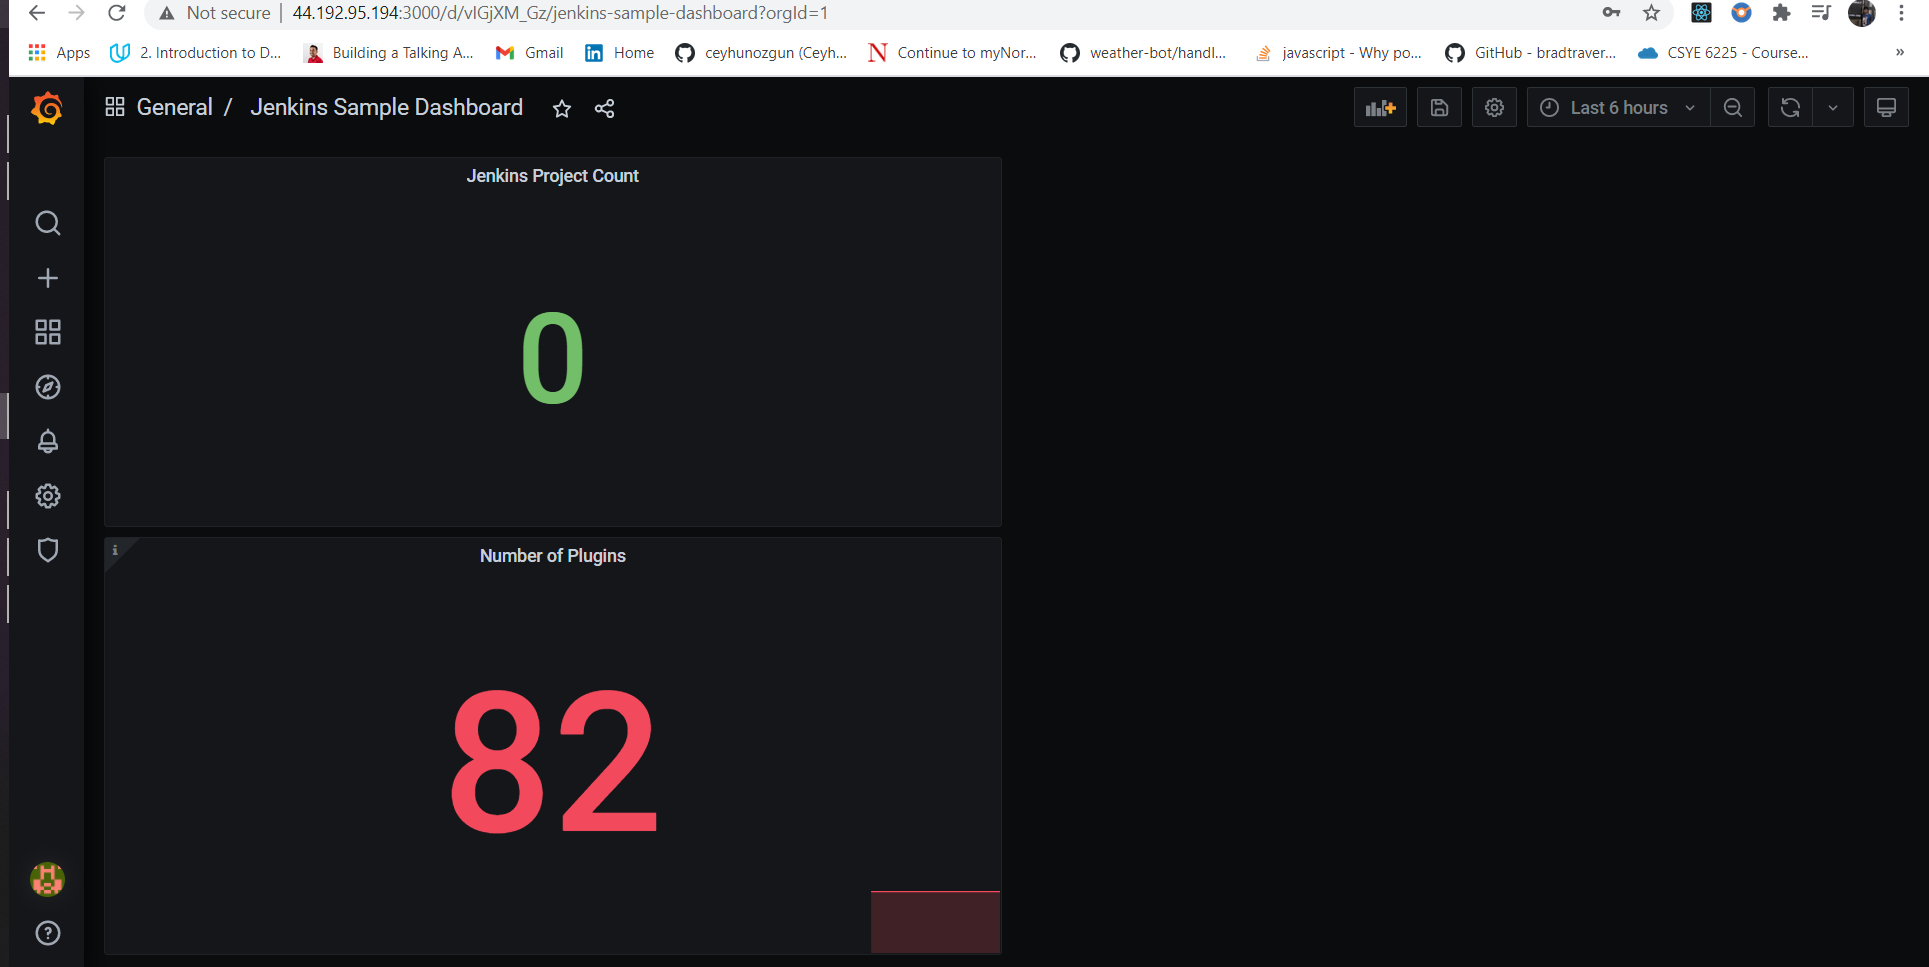 Not secure | 44.192.95.194:3000/d/vIGjXM_Gz/jenkins-sample-dashboard?orgId=1
Apps 2. Introduction to D... Building a Talking A... Gmail Home ceyhunozgun (Ceyh... Continue to myNor... weather-bot/handl... javascript - Why po... GitHub - bradtraver... CSYE 6225 - Course... »
General / Jenkins Sample Dashboard Last 6 hours
Jenkins Project Count
0
i
Number of Plugins
82